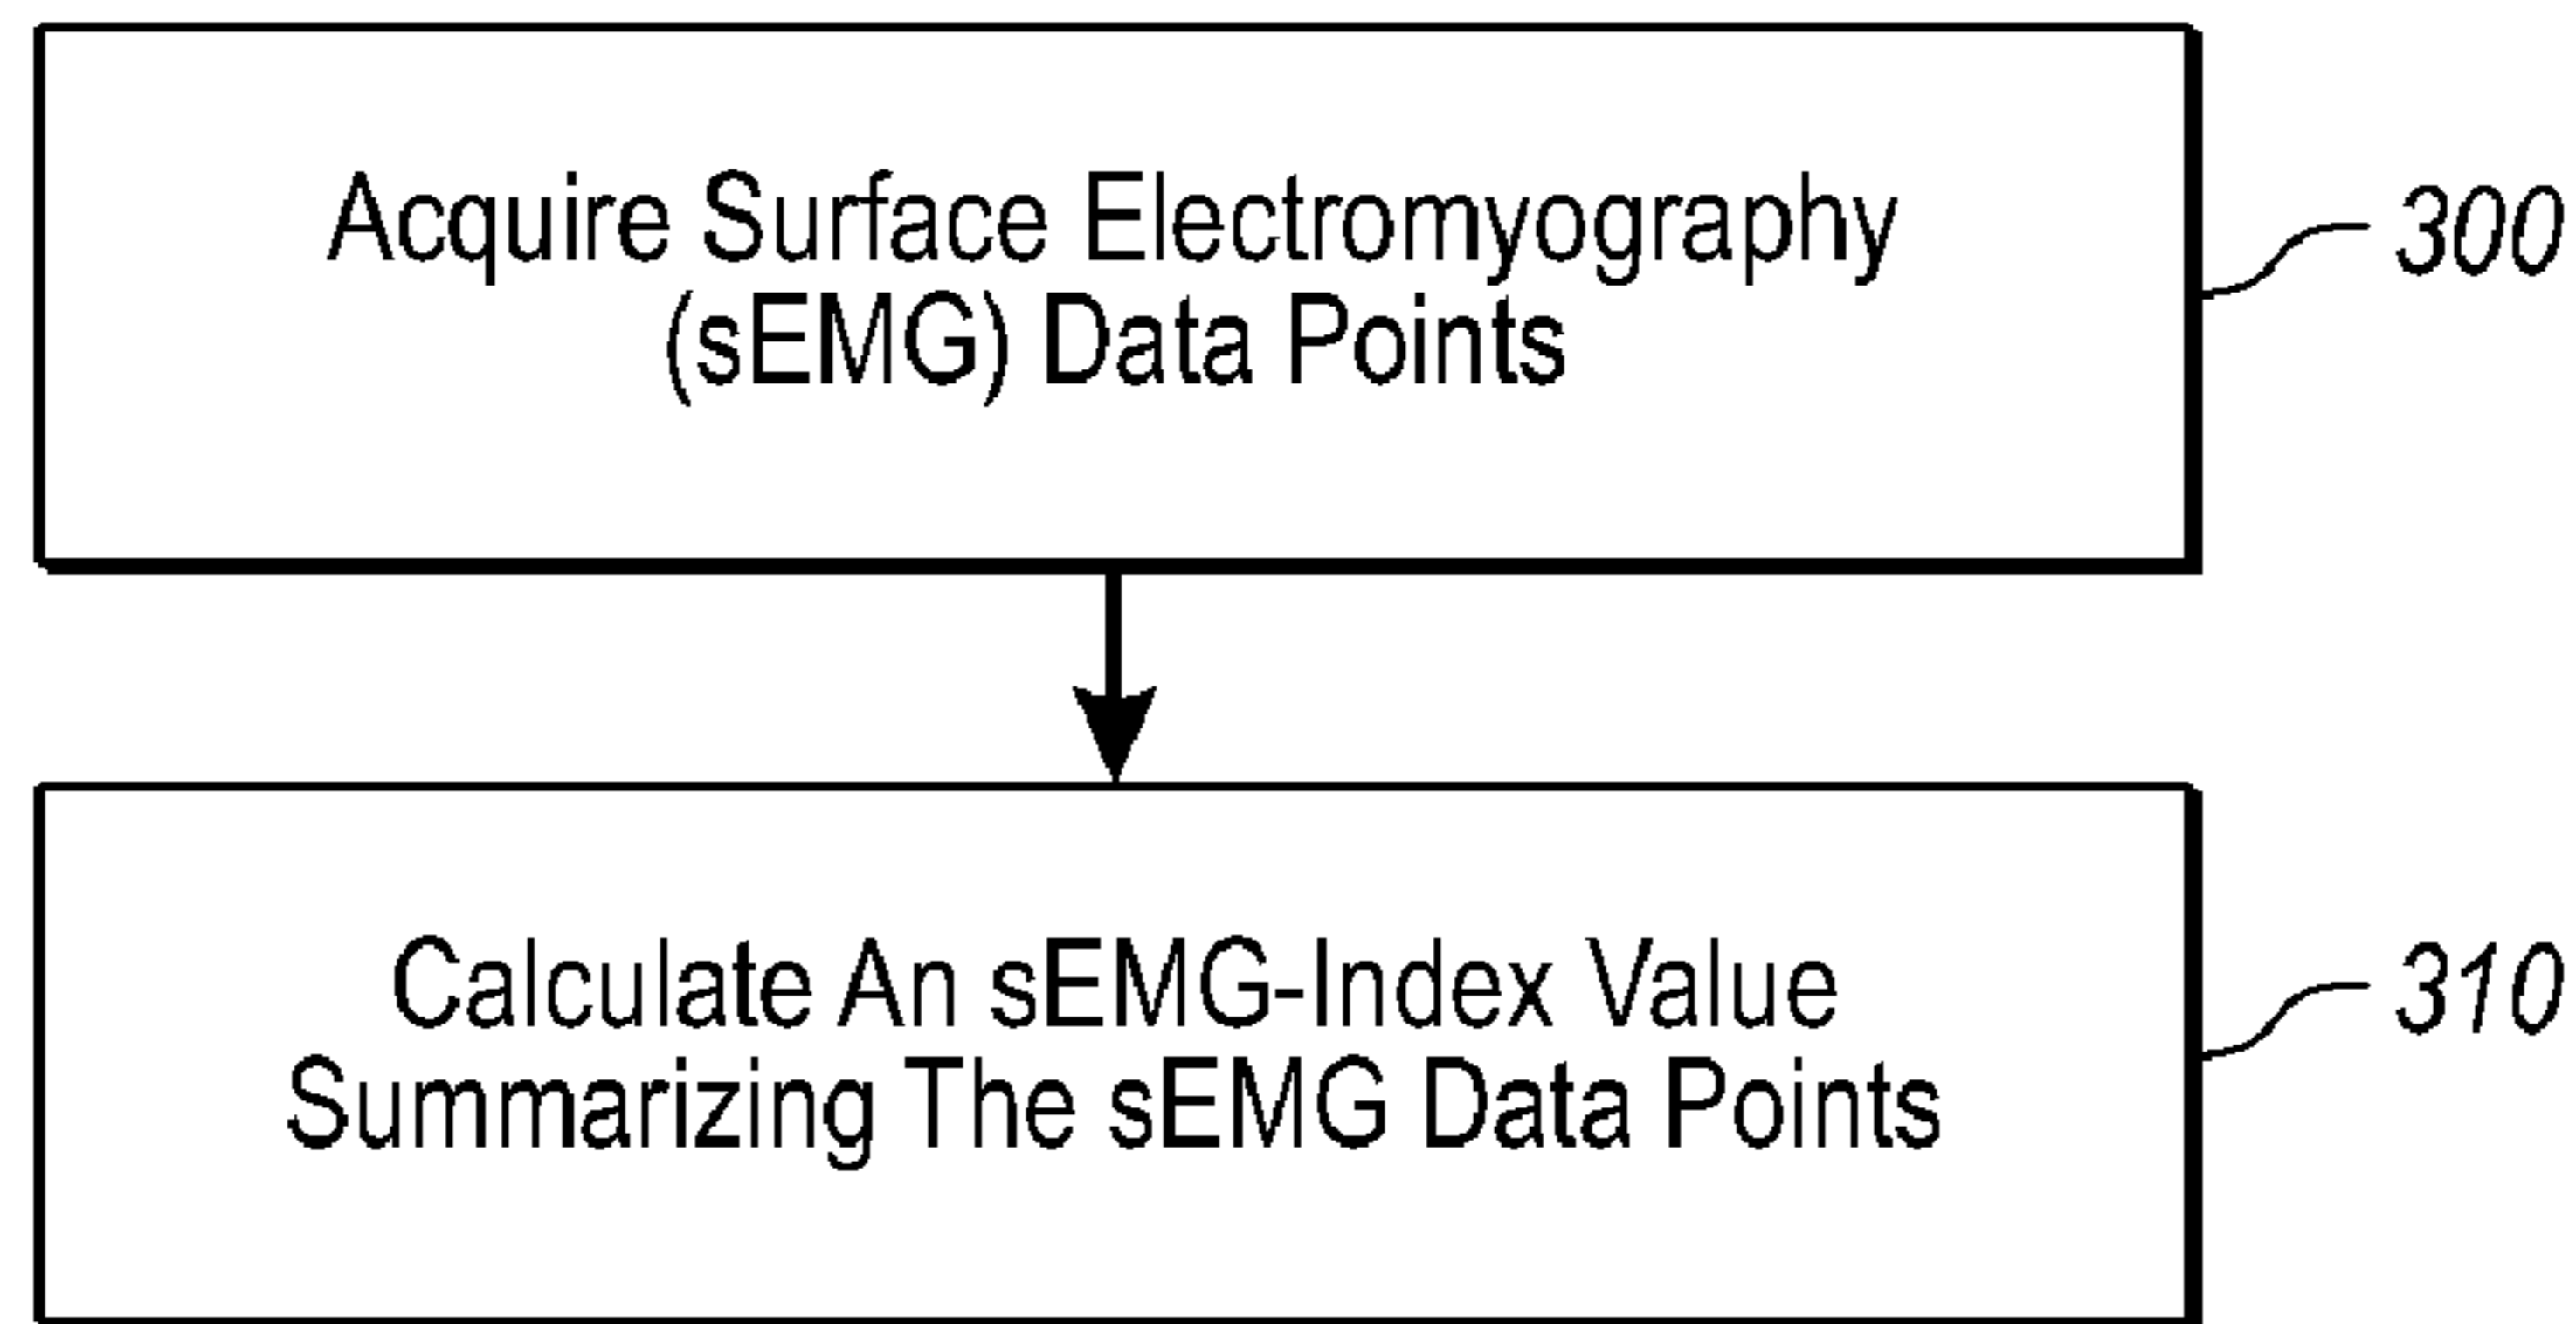 Acquire Surface Electromyography
(sEMG) Data Points
300
Calculate An sEMG-Index Value
Summarizing The sEMG Data Points
310